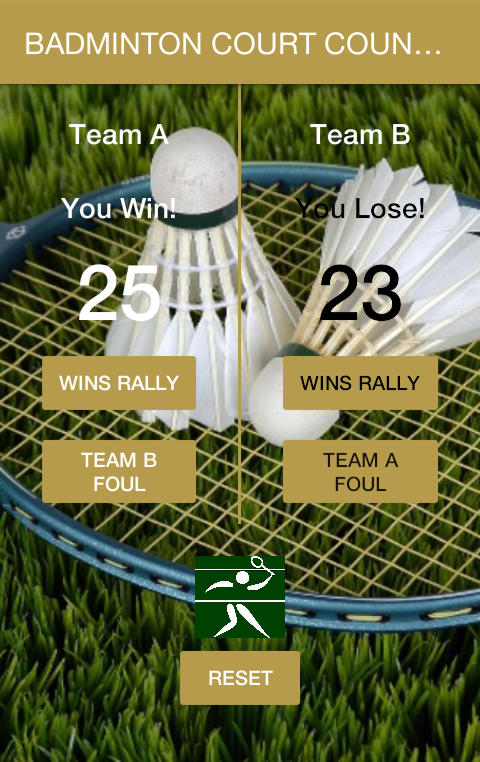 BADMINTON COURT COUN...
Team A
Team B
You Win!
You Lose!
25
23
WINS RALLY
WINS RALLY
TEAM B
FOUL
TEAM A
FOUL
RESET